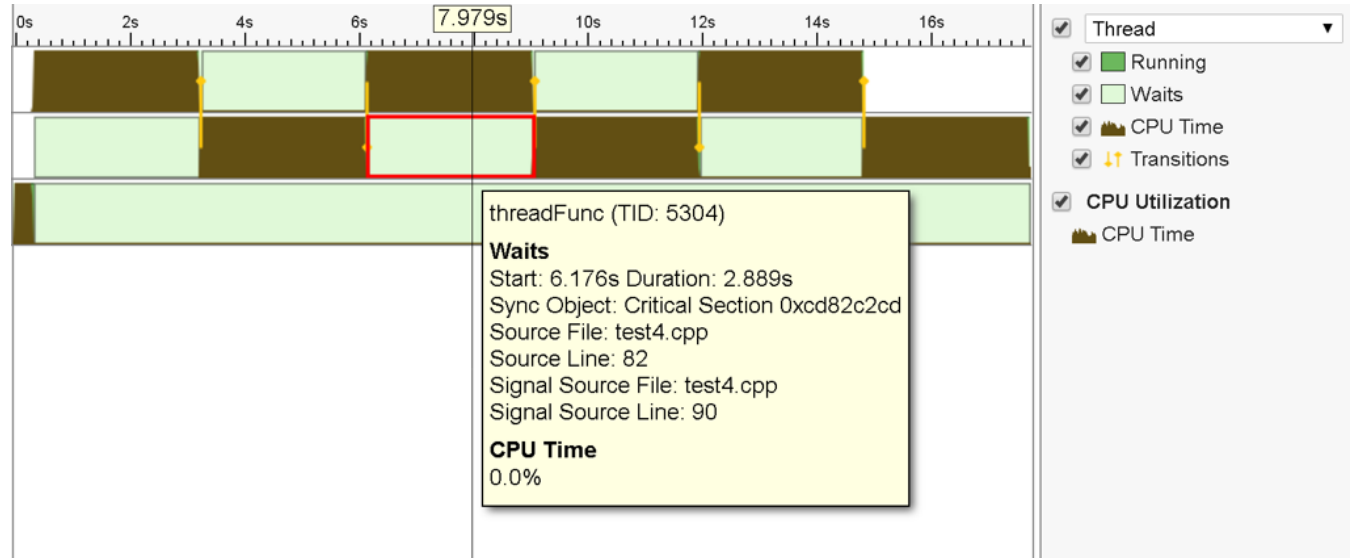 0s 2s 4s 6s 7.979s 10s 12s 14s 16s
threadFunc (TID: 5304)
Waits
Start: 6.176s Duration: 2.889s
Sync Object: Critical Section 0xcd82c2cd
Source File: test4.cpp
Source Line: 82
Signal Source File: test4.cpp
Signal Source Line: 90
CPU Time
0.0%
Thread
Running
Waits
CPU Time
Transitions
CPU Utilization
CPU Time